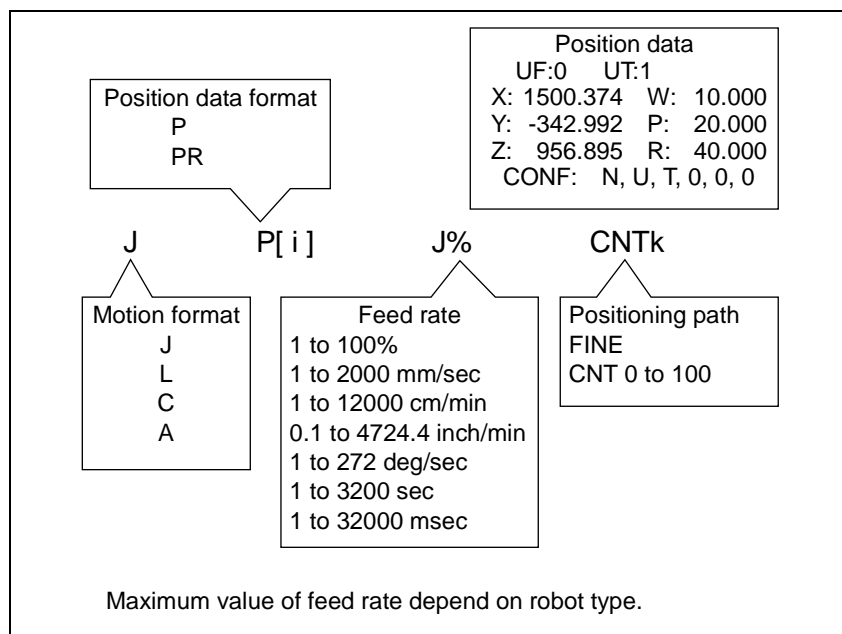 Position data
UF:0 UT:1
X: 1500.374 W: 10.000
Y: -342.992 P: 20.000
Z: 956.895 R: 40.000
CONF: N, U, T, 0, 0, 0
Position data format
P
PR
J P[ i ] J% CNTk
Motion format
J
L
C
A
Feed rate
1 to 100%
1 to 2000 mm/sec
1 to 12000 cm/min
0.1 to 4724.4 inch/min
1 to 272 deg/sec
1 to 3200 sec
1 to 32000 msec
Positioning path
FINE
CNT 0 to 100
Maximum value of feed rate depend on robot type.